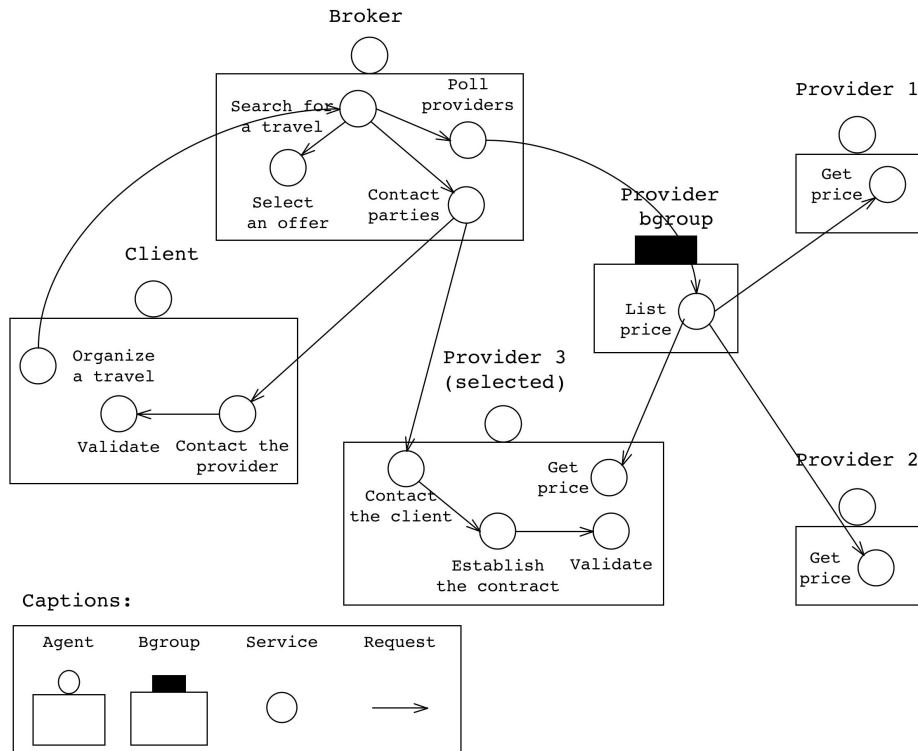 Broker
Search for
a travel
Poll
providers
Select
an offer
Contact
parties
Provider 1
Get
price
Provider
bgroup
List
price
Client
Organize
a travel
Validate
Contact the
provider
Provider 3
(selected)
Contact
the client
Get
price
Establish
the contract
Validate
Provider 2
Get
price
Captions:
Agent
Bgroup
Service
Request